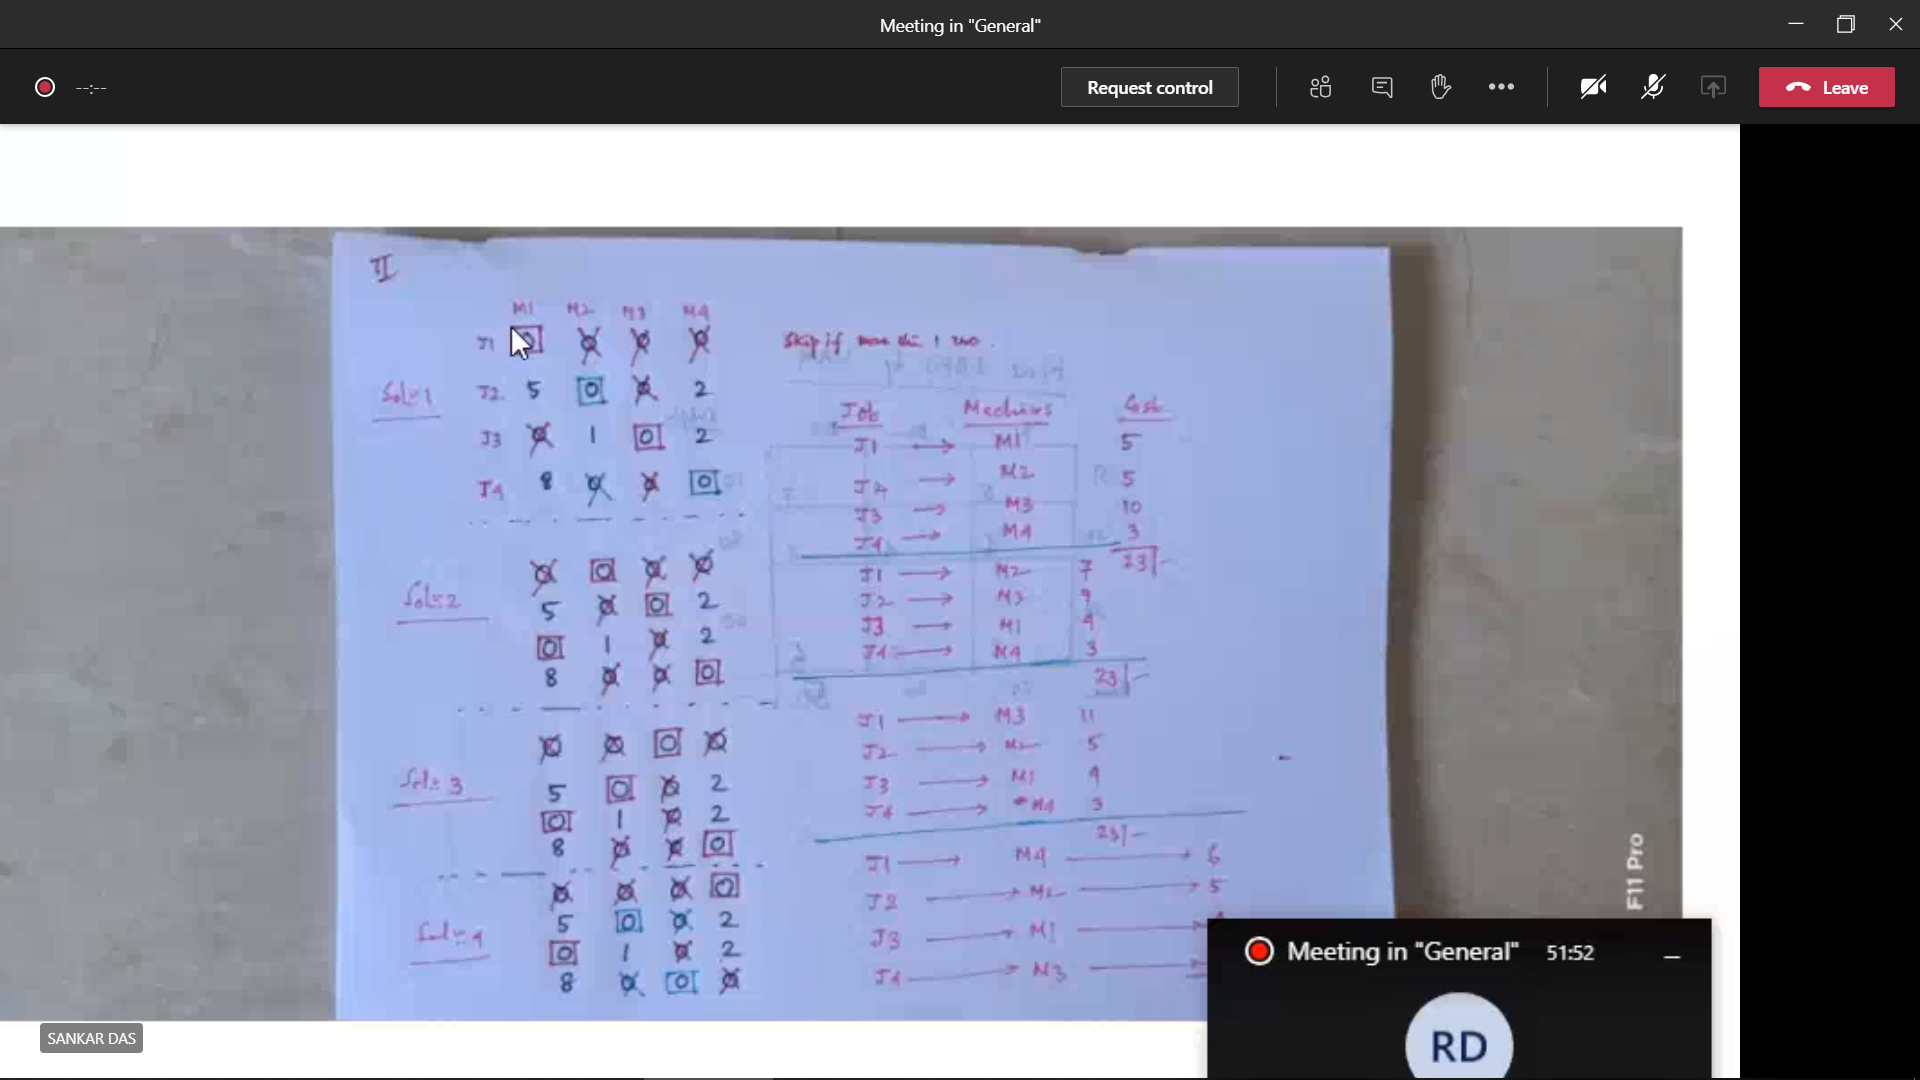 Meeting in "General"
--:--
Request control
Leave
II
M1 M2 M3 M4
J1 0 0 0 0
Skip if more than 1 zero.
Soln 1
J2 5 0 0 2
J3 0 1 0 2
J4 8 0 0 0
Job Machines Cost
J1 → M1 5
→ M2 5
J3 → M3 10
J4 → M4 3
23/-
Soln 2
0 0 0 0
5 0 0 2
0 1 0 2
8 0 0 0
J1 → M2 7
J2 → M3 9
J3 → M1 4
J4 → M4 3
23/-
Soln 3
0 0 0 0
5 0 0 2
0 1 0 2
8 0 0 0
J1 → M3 11
J2 → M2 5
J3 → M1 4
J4 → M4 3
23/-
Soln 4
0 0 0 0
5 0 0 2
0 1 0 2
8 0 0 0
J1 → M4 → 6
J2 → M2 → 5
J3 → M1 →
J4 → M3 →
F11 Pro
Meeting in "General" 51:52
RD
SANKAR DAS